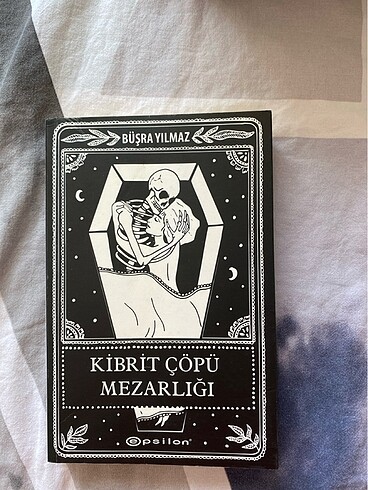 BÜŞRA YILMAZ
KİBRİT ÇÖPÜ
MEZARLIĞI
epsilon